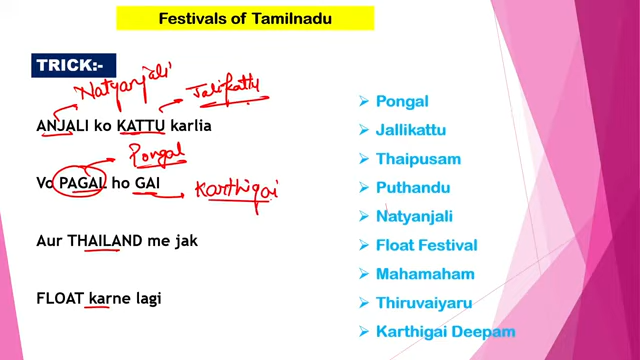 Festivals of Tamilnadu
TRICK:-
Natyanjali
Jalikattu
ANJALI ko KATTU karlia
Pongal
Vo PAGAL ho GAI
Karthigai
Aur THAILAND me jak
FLOAT karne lagi
Pongal
Jallikattu
Thaipusam
Puthandu
Natyanjali
Float Festival
Mahamaham
Thiruvaiyaru
Karthigai Deepam